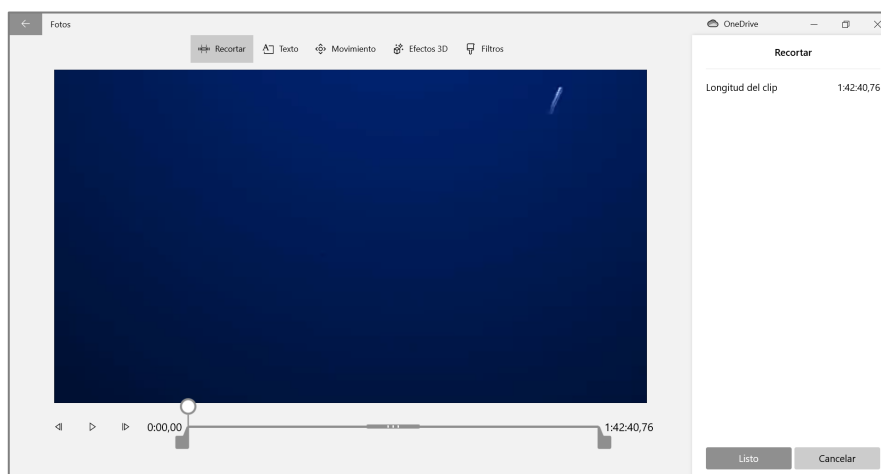 Fotos
OneDrive
Recortar Texto Movimiento Efectos 3D Filtros
Recortar
Longitud del clip 1:42:40,76
0:00,00 1:42:40,76
Listo Cancelar